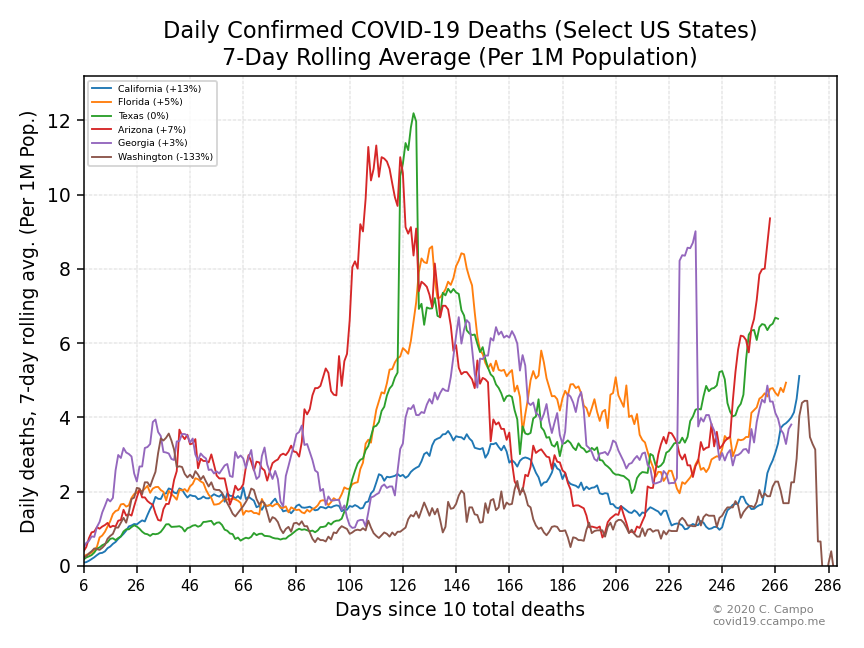 Daily Confirmed COVID-19 Deaths (Select US States)
7-Day Rolling Average (Per 1M Population)
Daily deaths, 7-day rolling avg. (Per 1M Pop.)
California (+13%)
Florida (+5%)
Texas (0%)
Arizona (+7%)
Georgia (+3%)
Washington (-133%)
12
10
8
6
4
2
0
6 26 46 66 86 106 126 146 166 186 206 226 246 266 286
Days since 10 total deaths
© 2020 C. Campo
covid19.ccampo.me